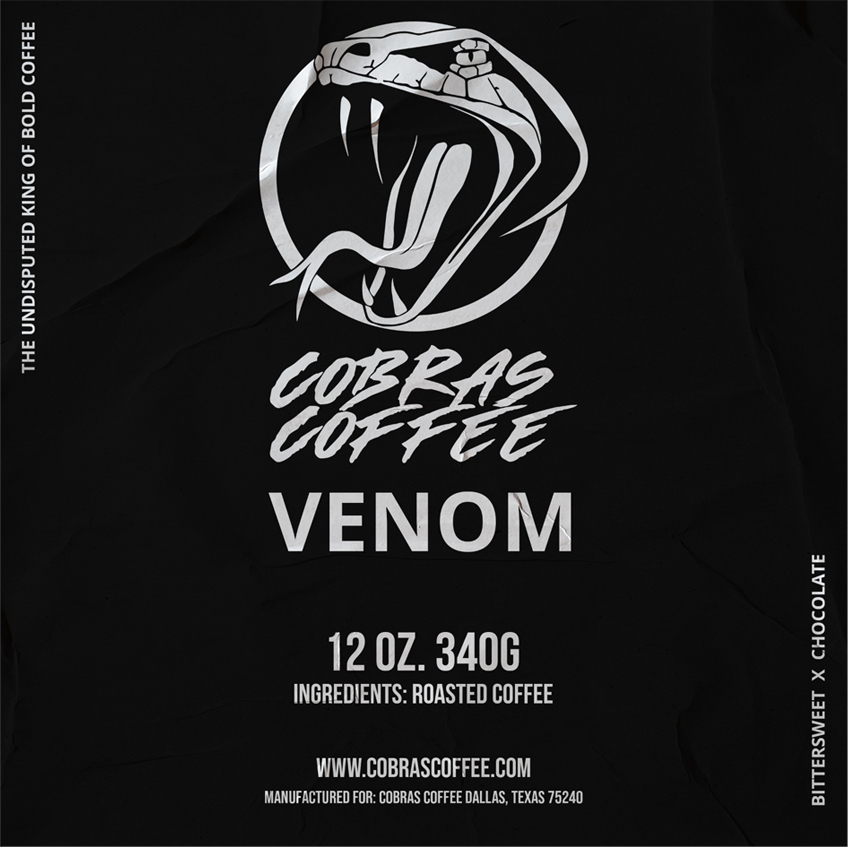 THE UNDISPUTED KING OF BOLD COFFEE
COBRAS
COFFEE
VENOM
12 OZ. 340G
INGREDIENTS: ROASTED COFFEE
WWW.COBRASCOFFEE.COM
MANUFACTURED FOR: COBRAS COFFEE DALLAS, TEXAS 75240
BITTERSWEET X CHOCOLATE